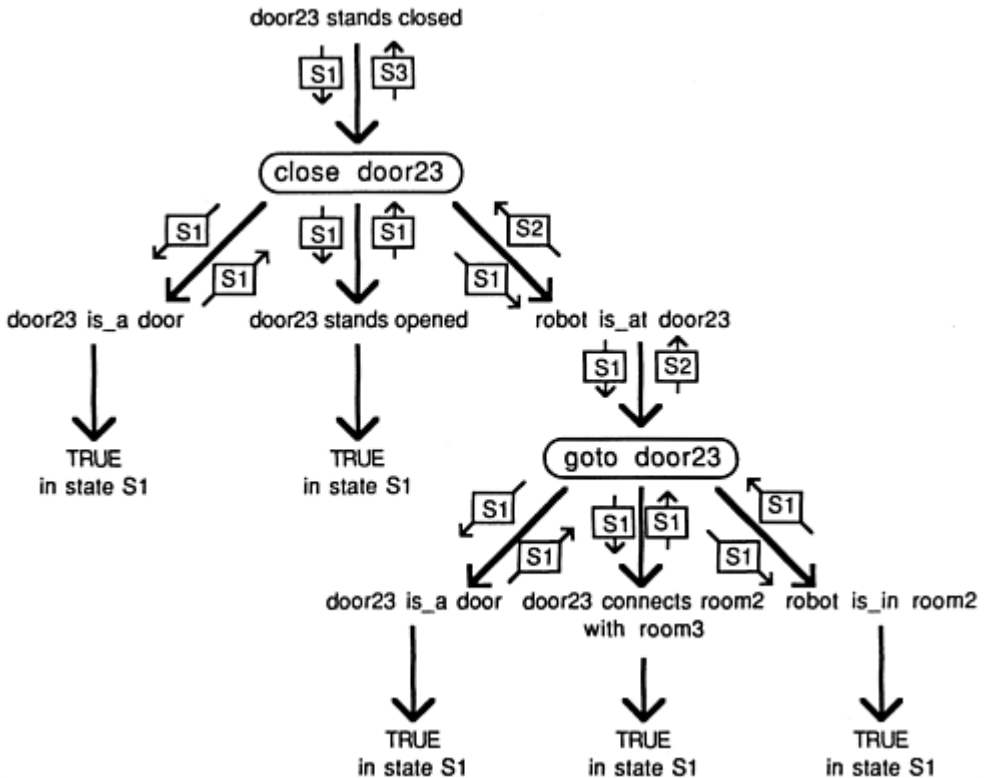 door23 stands closed
S1
S3
close door23
S1
S1
S1
S2
S1
S1
S1
door23 is_a door
door23 stands opened
robot is_at door23
S1
S2
TRUE
in state S1
TRUE
in state S1
goto door23
S1
S1
S1
S1
S1
S1
door23 is_a door
door23 connects room2
with room3
robot is_in room2
TRUE
in state S1
TRUE
in state S1
TRUE
in state S1